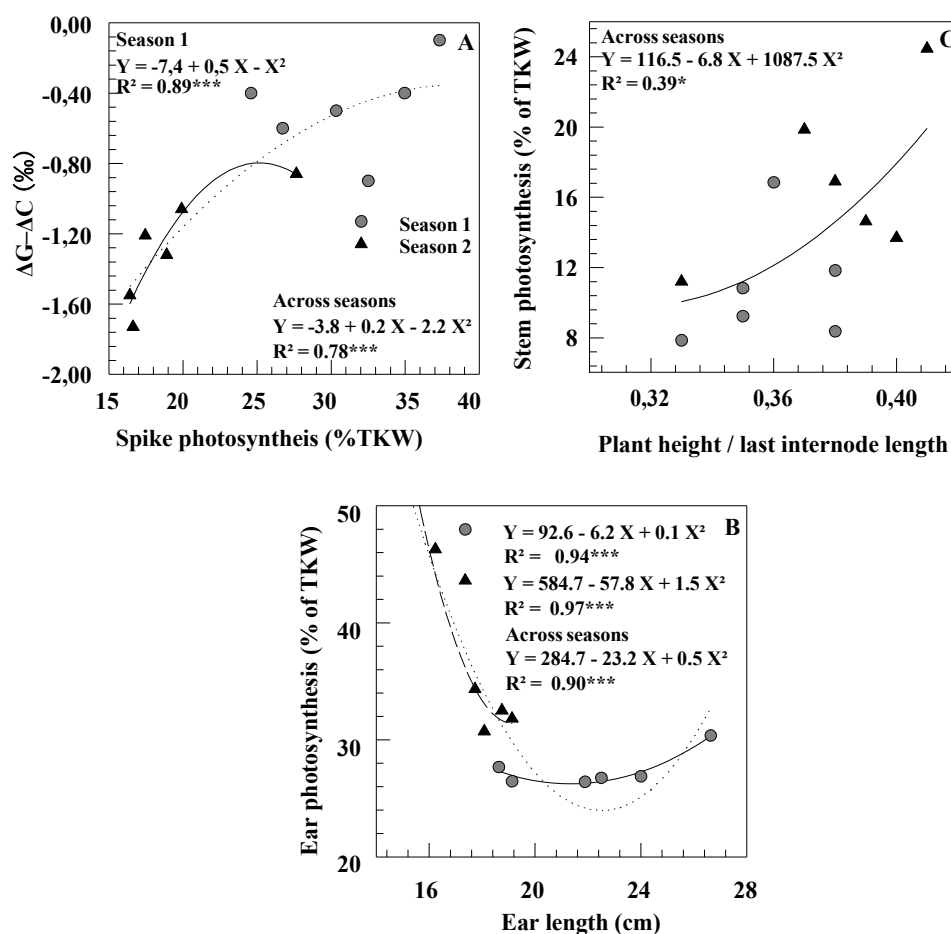 0,00
-0,40
-0,80
-1,20
-1,60
-2,00
ΔG–ΔC (‰)
Season 1
A
Y = -7,4 + 0,5 X - X²
R² = 0.89***
Season 1
Season 2
Across seasons
Y = -3.8 + 0.2 X - 2.2 X²
R² = 0.78***
15 20 25 30 35 40
Spike photosyntheis (%TKW)
Stem photosynthesis (% of TKW)
24
20
16
12
8
Across seasons
C
Y = 116.5 - 6.8 X + 1087.5 X²
R² = 0.39*
0,32 0,36 0,40
Plant height / last internode length
Ear photosynthesis (% of TKW)
50
40
30
20
B
Y = 92.6 - 6.2 X + 0.1 X²
R² = 0.94***
Y = 584.7 - 57.8 X + 1.5 X²
R² = 0.97***
Across seasons
Y = 284.7 - 23.2 X + 0.5 X²
R² = 0.90***
16 20 24 28
Ear length (cm)